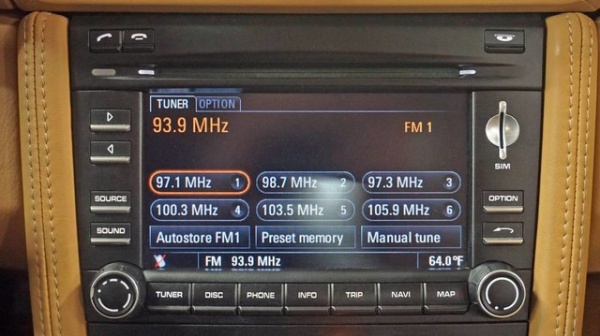 TUNER OPTION
93.9 MHz FM 1
SIM
97.1 MHz 1 98.7 MHz 2 97.3 MHz 3
SOURCE 100.3 MHz 4 103.5 MHz 5 105.9 MHz 6 OPTION
SOUND Autostore FM1 Preset memory Manual tune
FM 93.9 MHz 64.0°F
TUNER DISC PHONE INFO TRIP NAVI MAP